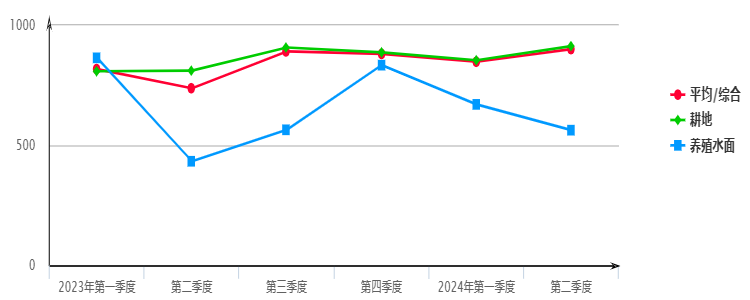 1000
平均/综合
耕地
500
养殖水面
0
2023年第一季度 第二季度 第三季度 第四季度 2024年第一季度 第二季度